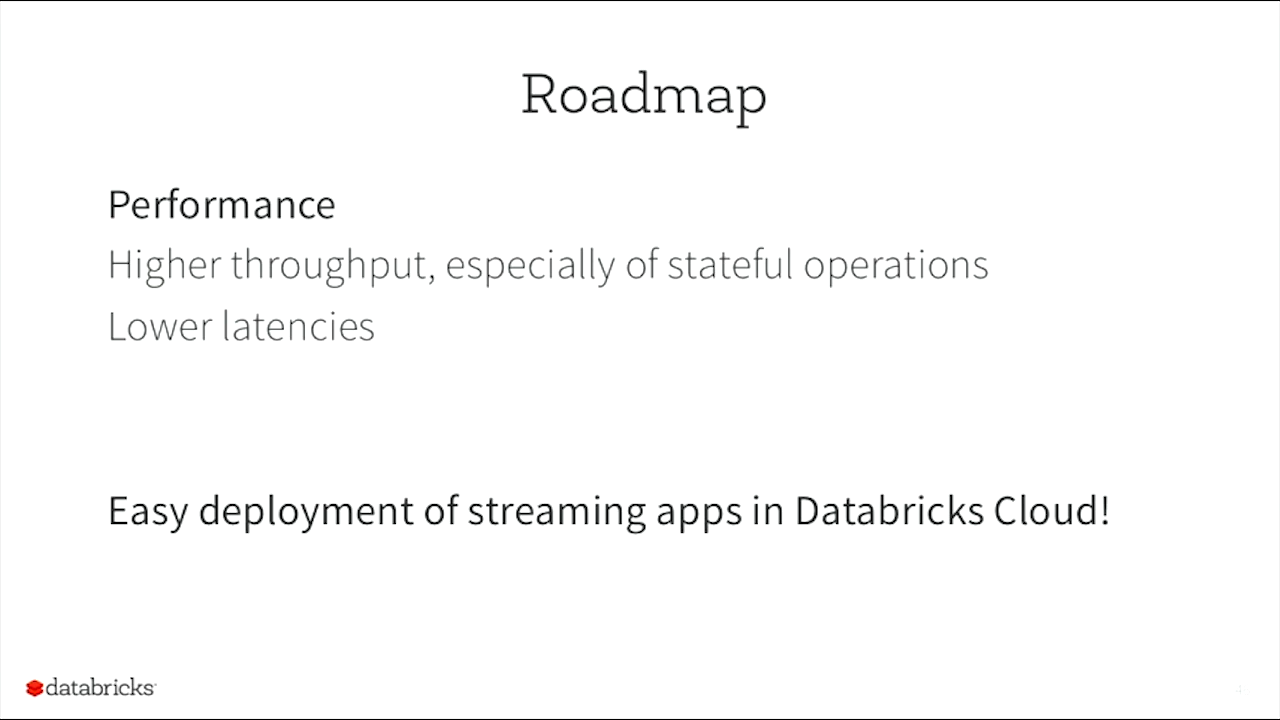 Roadmap
Performance
Higher throughput, especially of stateful operations
Lower latencies
Easy deployment of streaming apps in Databricks Cloud!
databricks